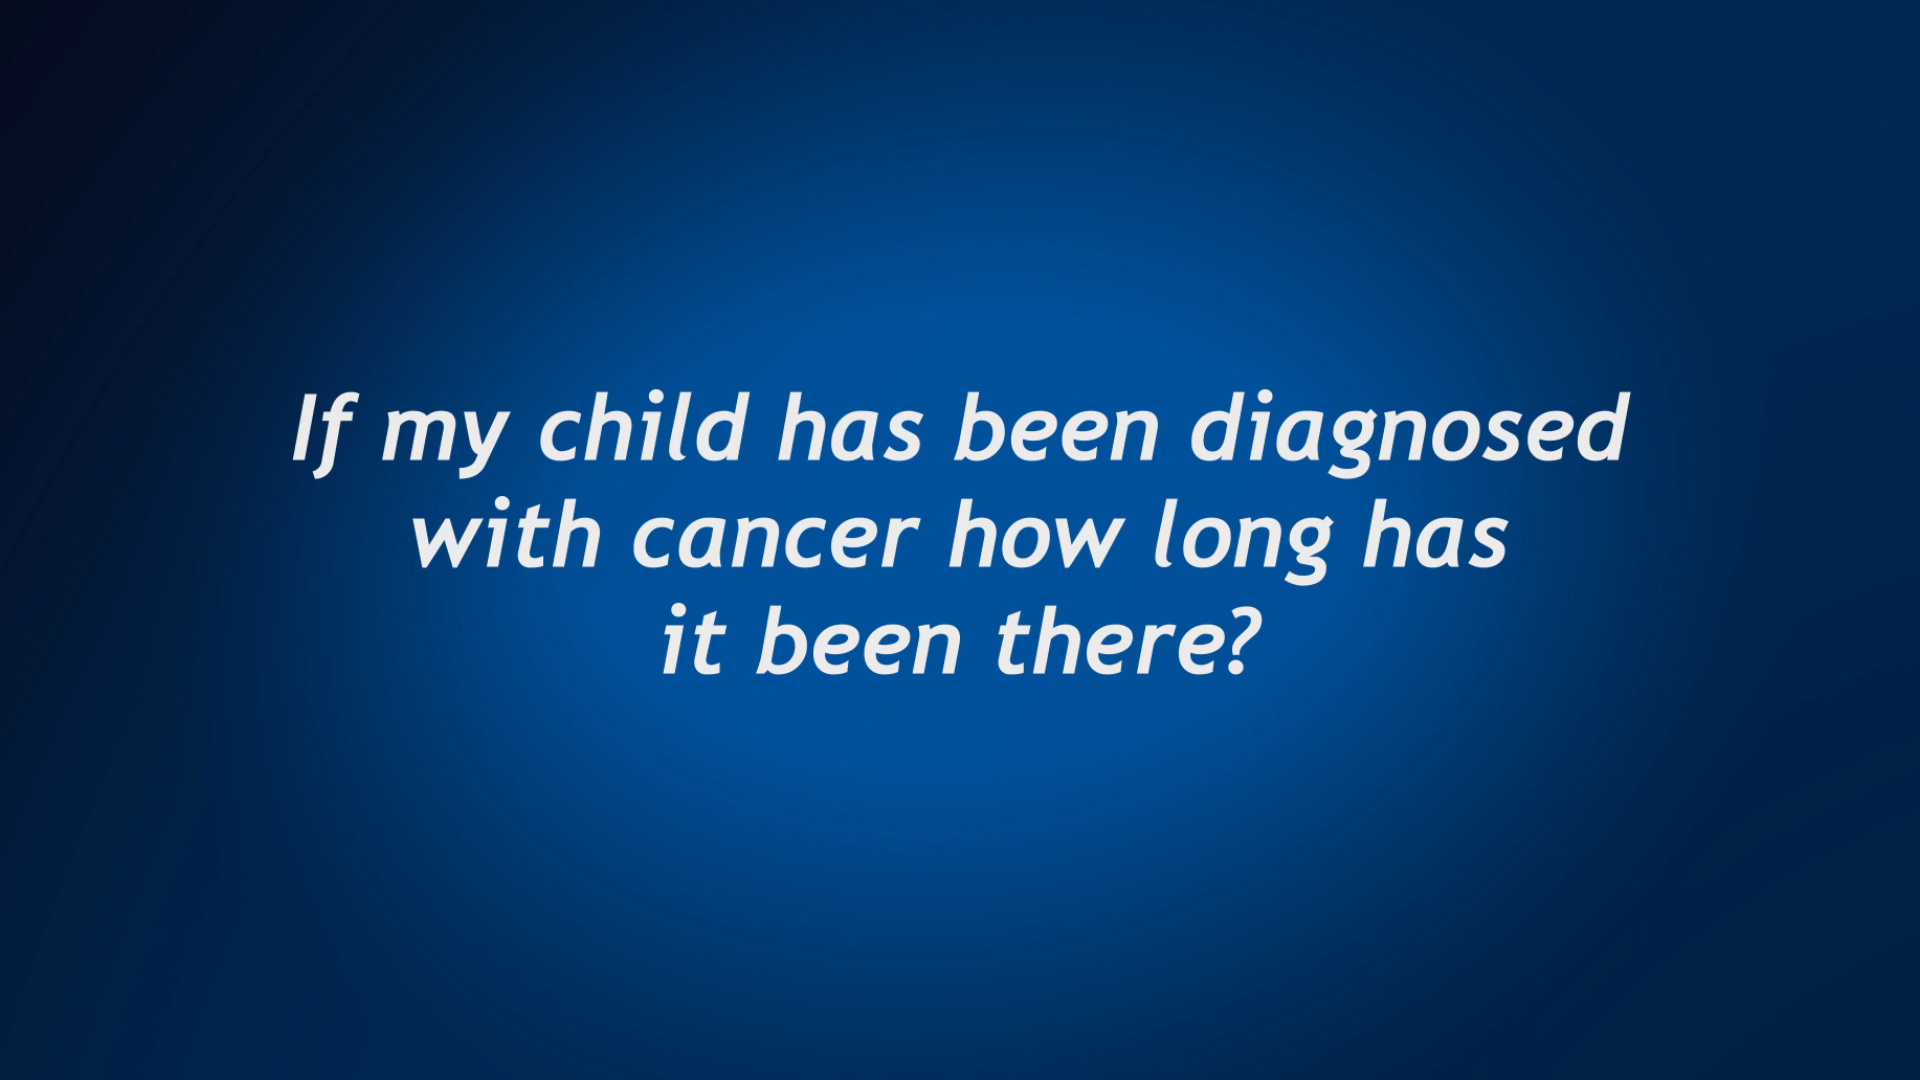 If my child has been diagnosed
with cancer how long has
it been there?